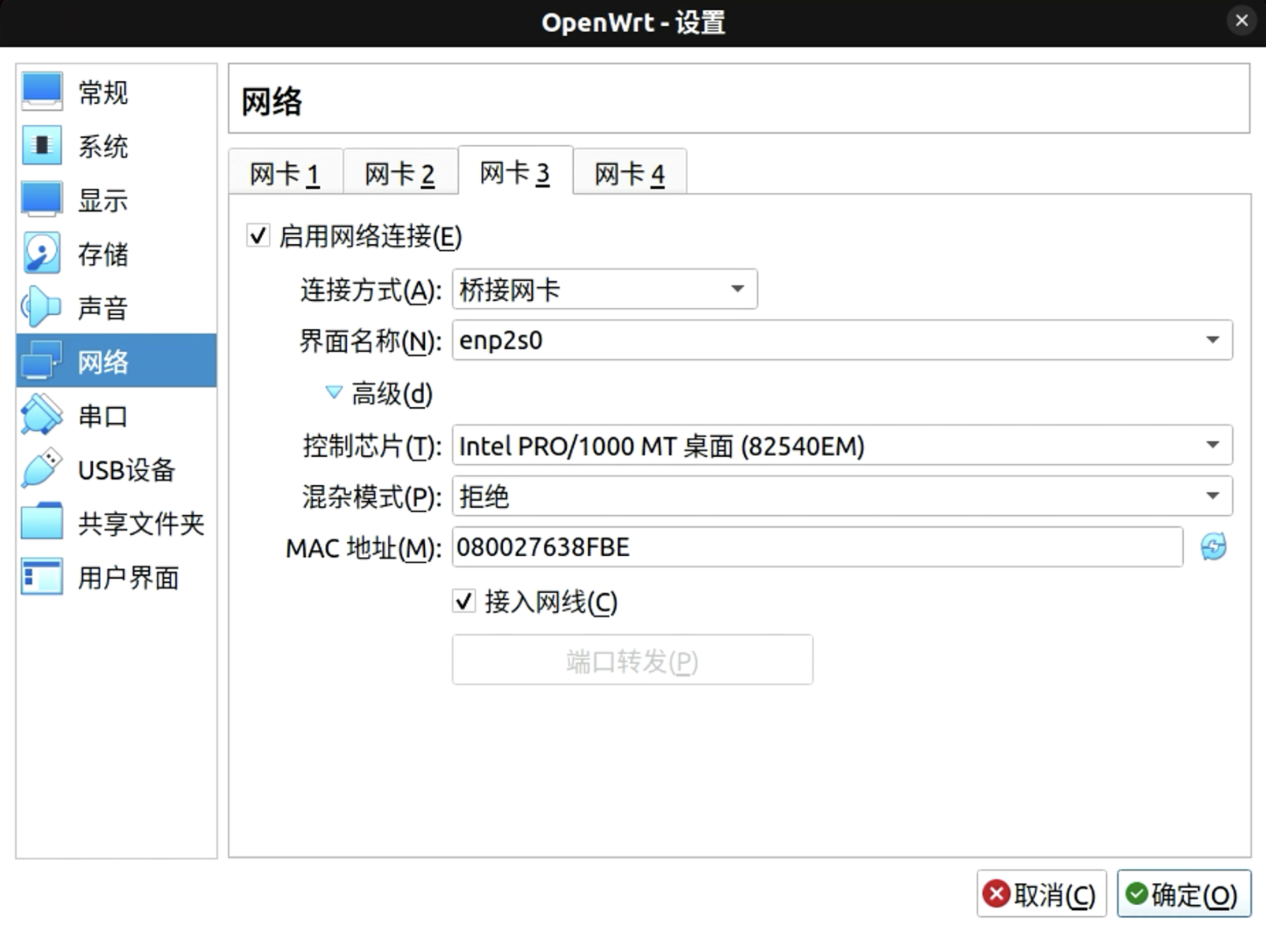 OpenWrt - 设置
常规
系统
显示
存储
声音
网络
串口
USB设备
共享文件夹
用户界面
网络
网卡 1 网卡 2 网卡 3 网卡 4
启用网络连接(E)
连接方式(A): 桥接网卡
界面名称(N): enp2s0
高级(d)
控制芯片(T): Intel PRO/1000 MT 桌面 (82540EM)
混杂模式(P): 拒绝
MAC 地址(M): 080027638FBE
接入网线(C)
端口转发(P)
取消(C) 确定(O)